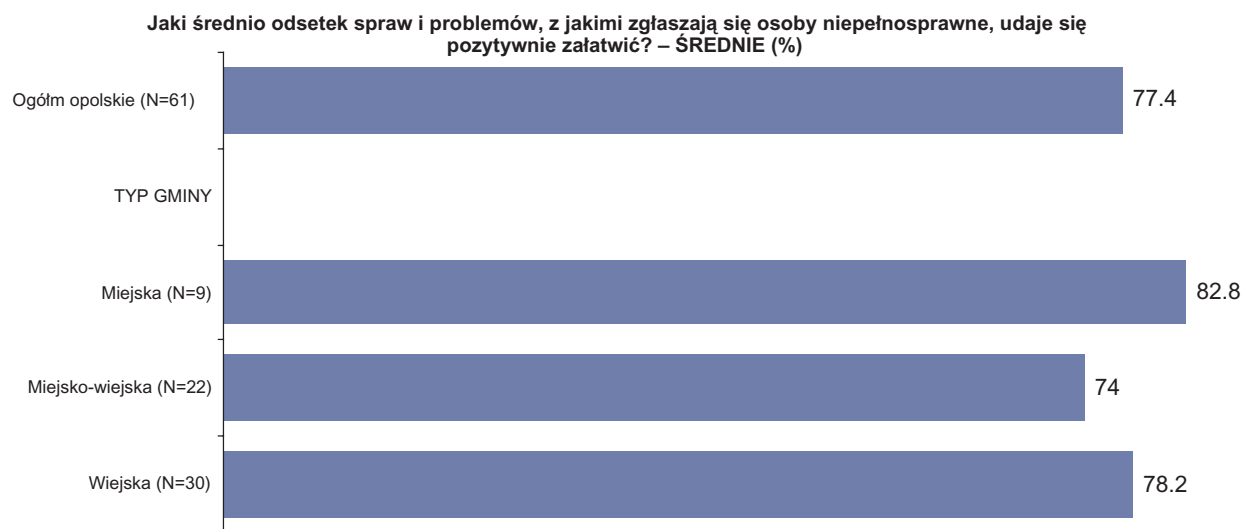 Jaki średnio odsetek spraw i problemów, z jakimi zgłaszają się osoby niepełnosprawne, udaje się
pozytywnie załatwić? – ŚREDNIE (%)
Ogółm opolskie (N=61)
77.4
TYP GMINY
Miejska (N=9)
82.8
Miejsko-wiejska (N=22)
74
Wiejska (N=30)
78.2